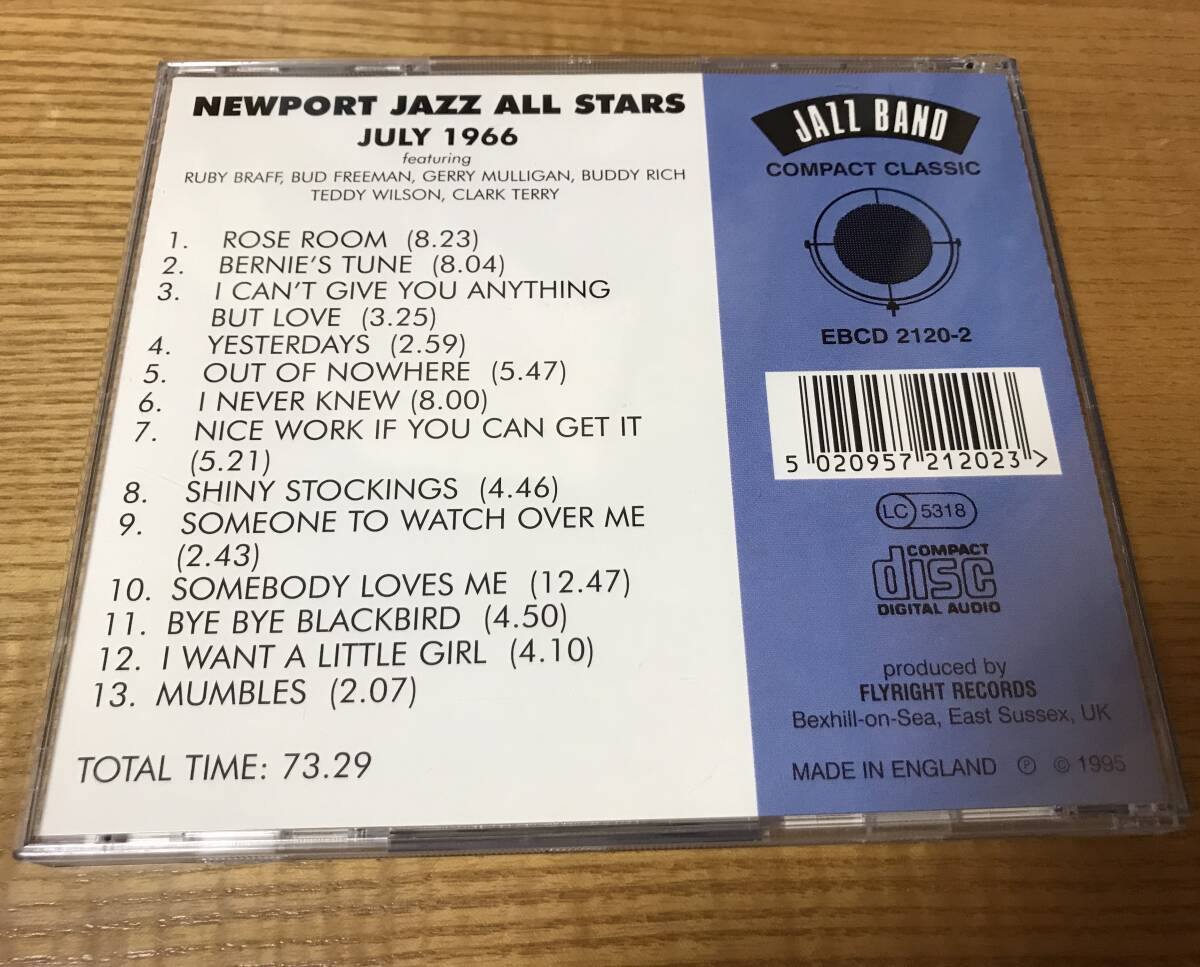 NEWPORT JAZZ ALL STARS
JULY 1966
featuring
RUBY BRAFF, BUD FREEMAN, GERRY MULLIGAN, BUDDY RICH
TEDDY WILSON, CLARK TERRY
1. ROSE ROOM (8.23)
2. BERNIE'S TUNE (8.04)
3. I CAN'T GIVE YOU ANYTHING
BUT LOVE (3.25)
4. YESTERDAYS (2.59)
5. OUT OF NOWHERE (5.47)
6. I NEVER KNEW (8.00)
7. NICE WORK IF YOU CAN GET IT
(5.21)
8. SHINY STOCKINGS (4.46)
9. SOMEONE TO WATCH OVER ME
(2.43)
10. SOMEBODY LOVES ME (12.47)
11. BYE BYE BLACKBIRD (4.50)
12. I WANT A LITTLE GIRL (4.10)
13. MUMBLES (2.07)
TOTAL TIME: 73.29
JAZZ BAND
COMPACT CLASSIC
EBCD 2120-2
5 020957 212023 >
LC 5318
COMPACT
disc
DIGITAL AUDIO
produced by
FLYRIGHT RECORDS
Bexhill-on-Sea, East Sussex, UK
MADE IN ENGLAND ℗ © 1995